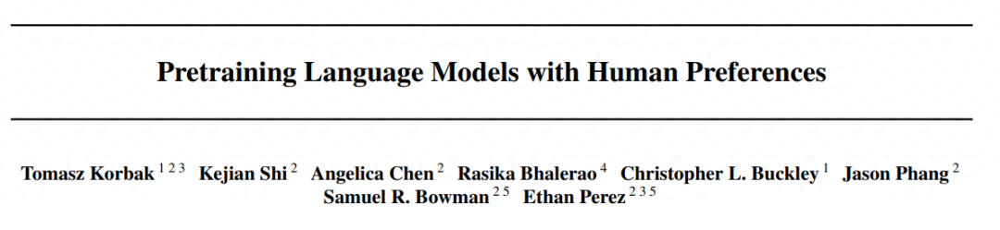 Pretraining Language Models with Human Preferences
Tomasz Korbak 1 2 3 Kejian Shi 2 Angelica Chen 2 Rasika Bhalerao 4 Christopher L. Buckley 1 Jason Phang 2
Samuel R. Bowman 2 5 Ethan Perez 2 3 5